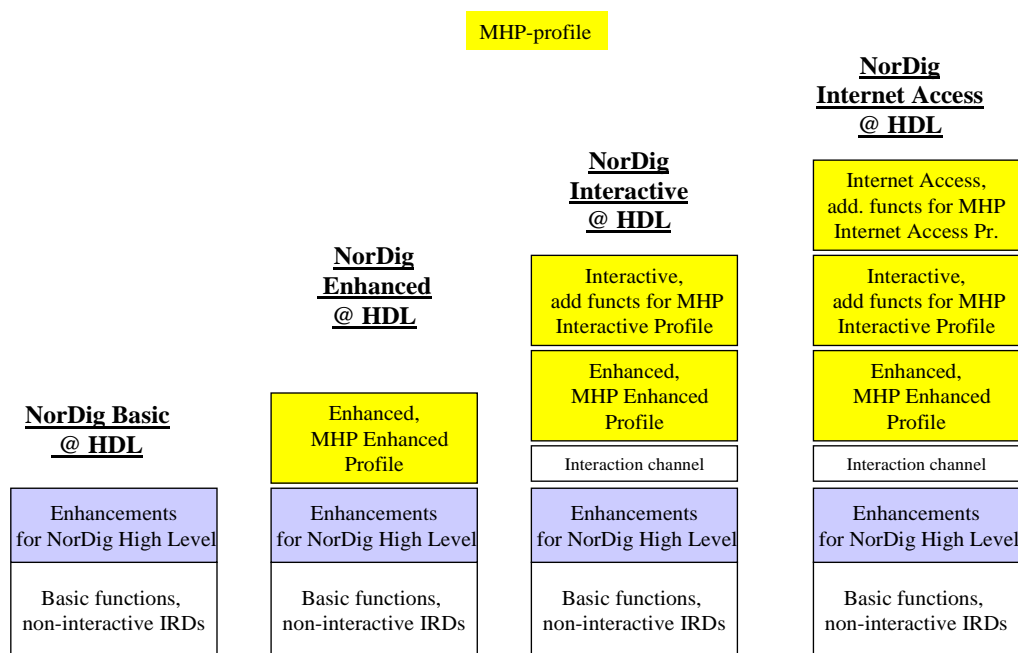 MHP-profile
NorDig Basic
@ HDL
Enhancements
for NorDig High Level
Basic functions,
non-interactive IRDs
NorDig
Enhanced
@ HDL
Enhanced,
MHP Enhanced
Profile
Enhancements
for NorDig High Level
Basic functions,
non-interactive IRDs
NorDig
Interactive
@ HDL
Interactive,
add functs for MHP
Interactive Profile
Enhanced,
MHP Enhanced
Profile
Interaction channel
Enhancements
for NorDig High Level
Basic functions,
non-interactive IRDs
NorDig
Internet Access
@ HDL
Internet Access,
add. functs for MHP
Internet Access Pr.
Interactive,
add functs for MHP
Interactive Profile
Enhanced,
MHP Enhanced
Profile
Interaction channel
Enhancements
for NorDig High Level
Basic functions,
non-interactive IRDs